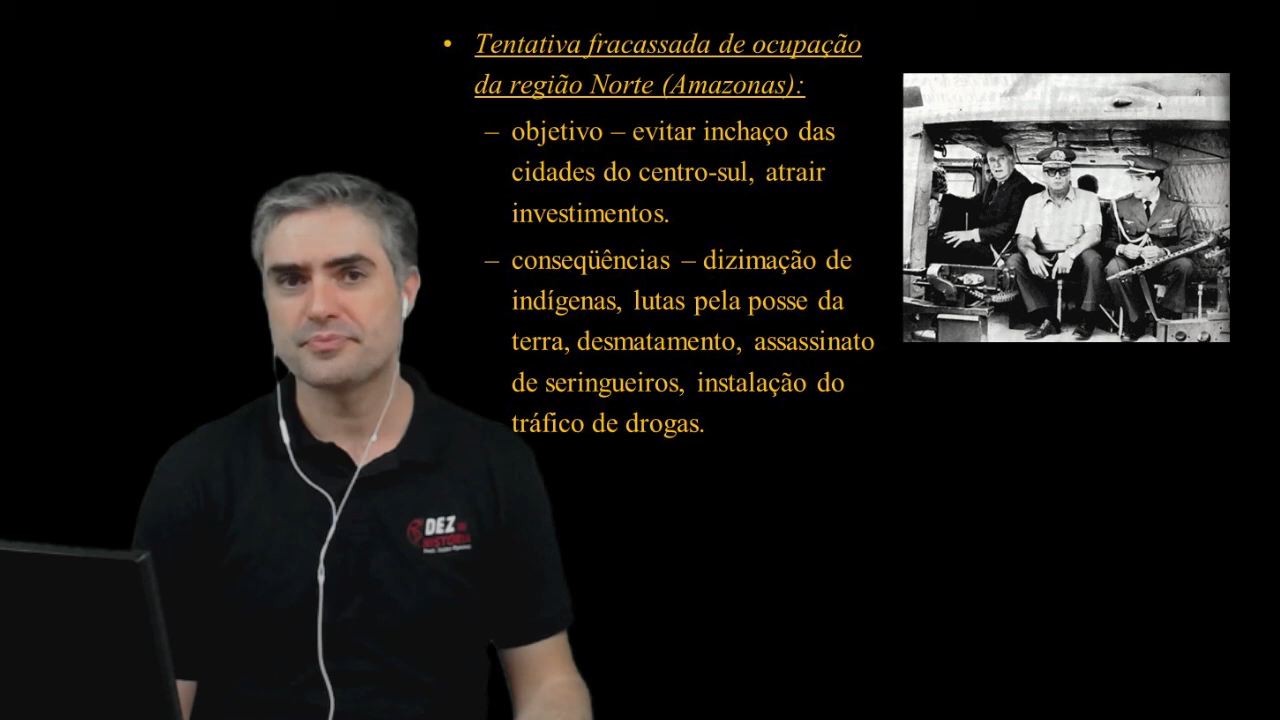 • Tentativa fracassada de ocupação
da região Norte (Amazonas):
– objetivo – evitar inchaço das
cidades do centro-sul, atrair
investimentos.
– conseqüências – dizimação de
indígenas, lutas pela posse da
terra, desmatamento, assassinato
de seringueiros, instalação do
tráfico de drogas.
DEZ
HISTÓRIA